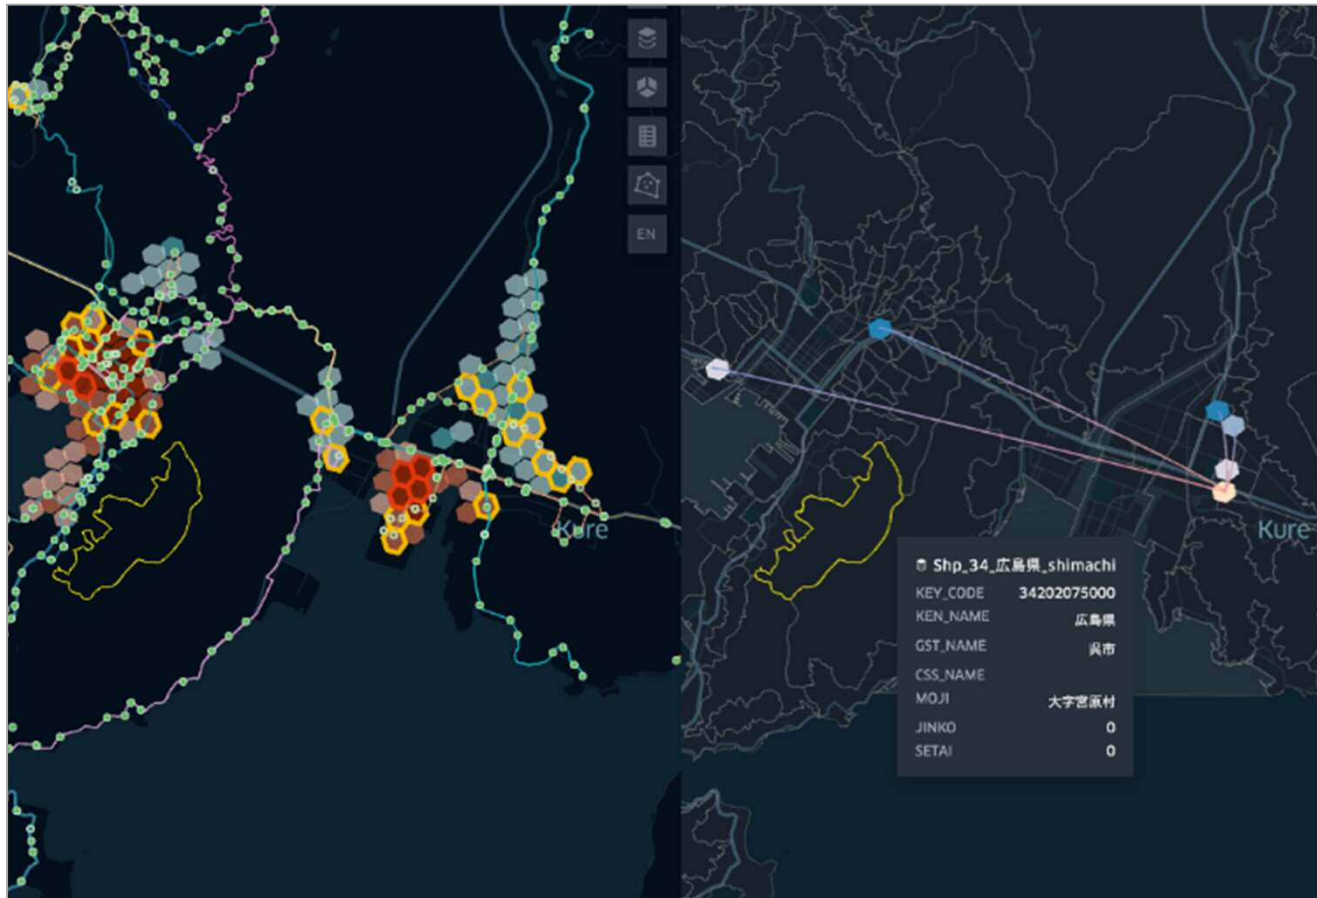 EN
Kure
Kure
Shp_34_広島県_shimachi
KEY_CODE 34202075000
KEN_NAME 広島県
GST_NAME 呉市
CSS_NAME
MOJI 大字宮原村
JINKO 0
SETAI 0